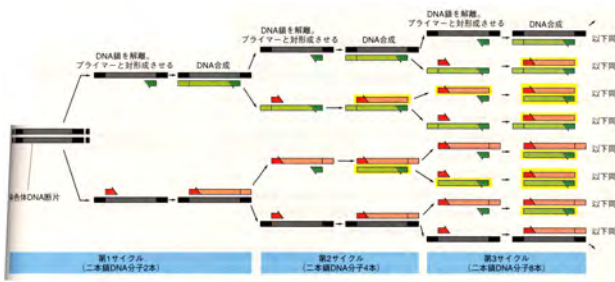 DNA鎖を解離。
プライマーと対形成させる
DNA合成
DNA鎖を解離。
プライマーと対形成させる
DNA合成
DNA鎖を解離。
プライマーと対形成させる
DNA合成
色体DNA断片
以下同
以下同
以下同
以下同
以下同
以下同
以下同
以下同
第1サイクル
(二本鎖DNA分子2本)
第2サイクル
(二本鎖DNA分子4本)
第3サイクル
(二本鎖DNA分子8本)